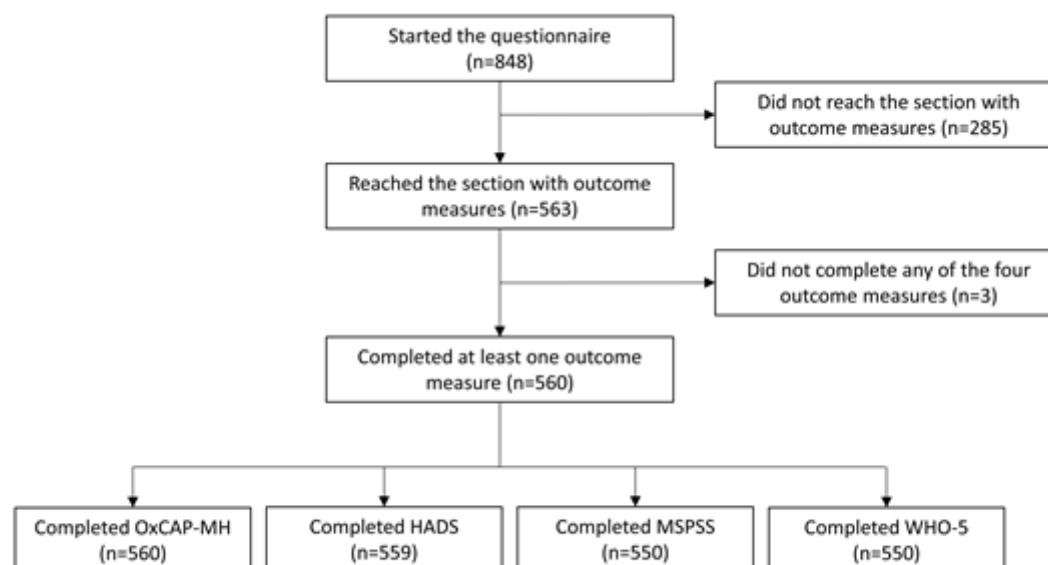 Started the questionnaire
(n=848)
Did not reach the section with
outcome measures (n=285)
Reached the section with outcome
measures (n=563)
Did not complete any of the four
outcome measures (n=3)
Completed at least one outcome
measure (n=560)
Completed OxCAP-MH
(n=560)
Completed HADS
(n=559)
Completed MSPSS
(n=550)
Completed WHO-5
(n=550)